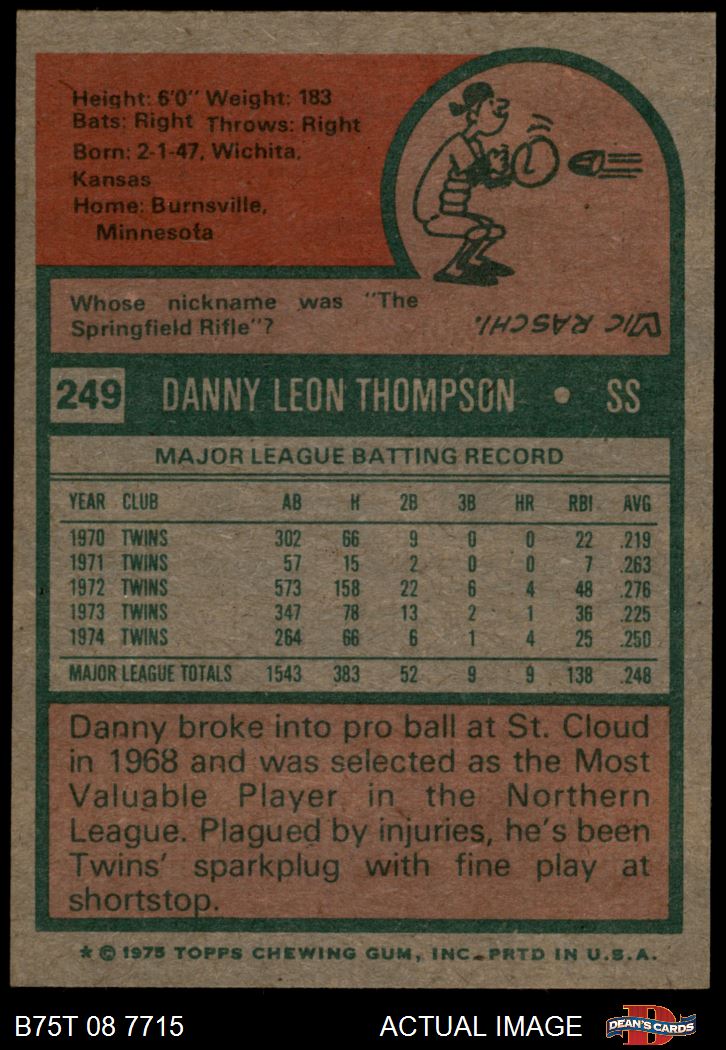 Height: 6'0" Weight: 183
Bats: Right Throws: Right
Born: 2-1-47, Wichita,
Kansas
Home: Burnsville,
Minnesota
Whose nickname was "The
Springfield Rifle"?
VIC RASCHI.
249 DANNY LEON THOMPSON • SS
MAJOR LEAGUE BATTING RECORD
YEAR CLUB AB H 2B 3B HR RBI AVG
1970 TWINS 302 66 9 0 0 22 .219
1971 TWINS 57 15 2 0 0 7 .263
1972 TWINS 573 158 22 6 4 48 .276
1973 TWINS 347 78 13 2 1 36 .225
1974 TWINS 264 66 6 1 4 25 .250
MAJOR LEAGUE TOTALS 1543 383 52 9 9 138 .248
Danny broke into pro ball at St. Cloud
in 1968 and was selected as the Most
Valuable Player in the Northern
League. Plagued by injuries, he's been
Twins' sparkplug with fine play at
shortstop.
* © 1975 TOPPS CHEWING GUM, INC. PRTD IN U.S.A.
B75T 08 7715 ACTUAL IMAGE DEAN'S CARDS